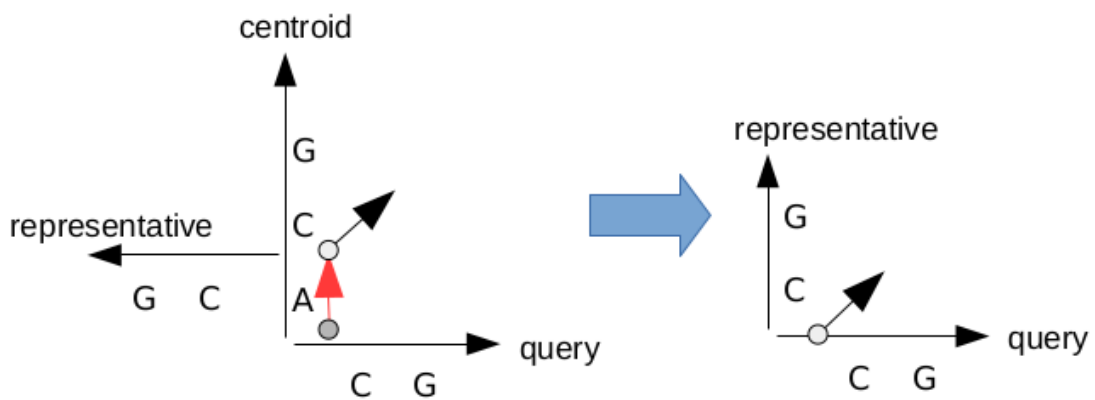 centroid
G
C
A
representative
G C
query
C G
representative
G
C
query
C G